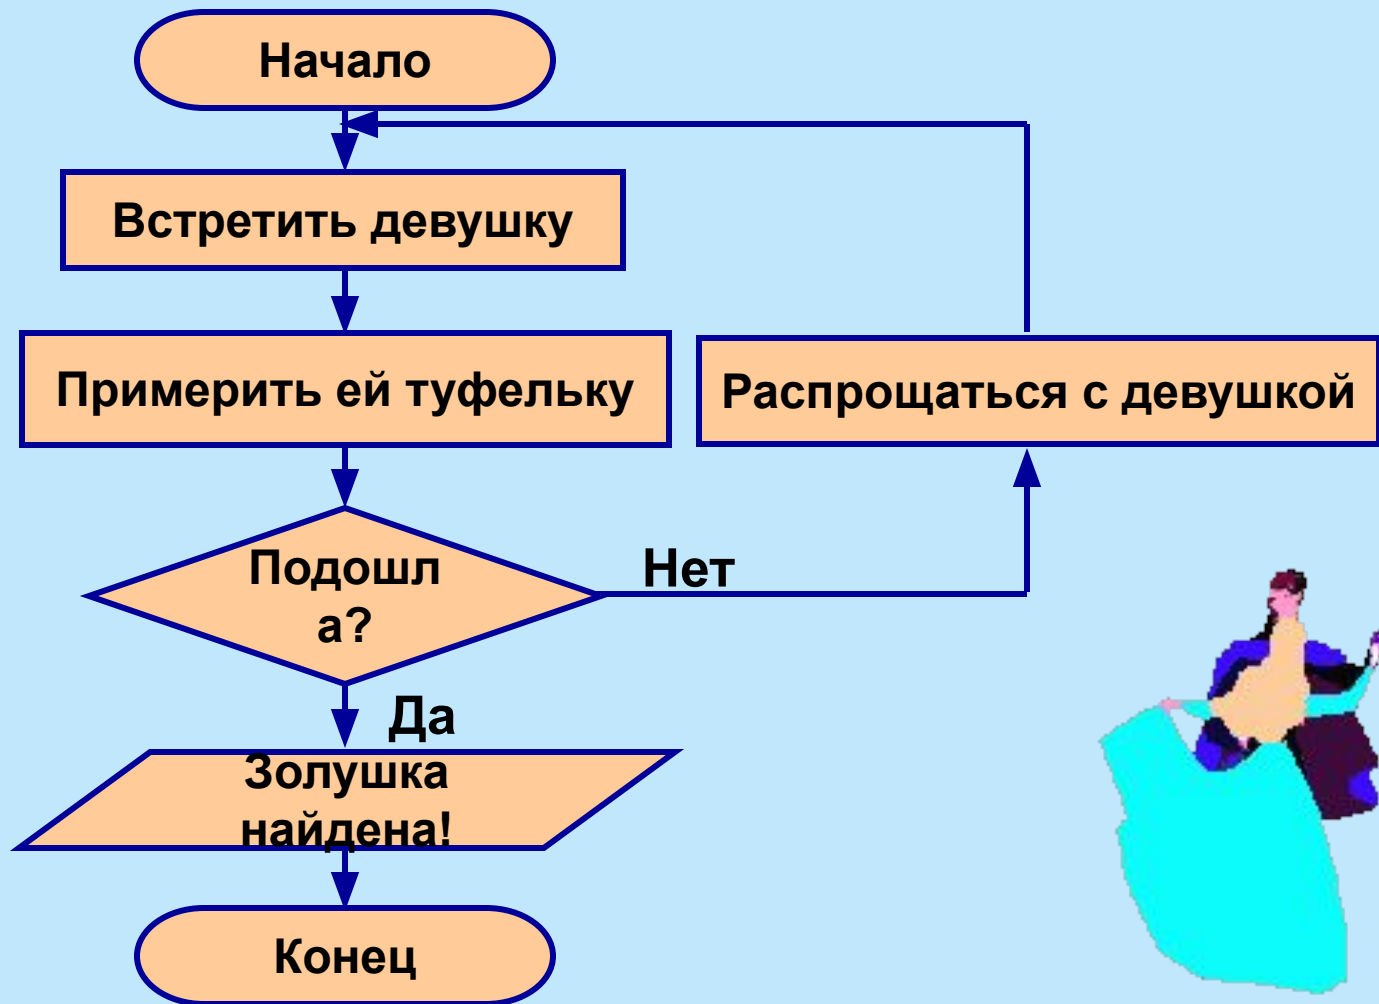 Начало
Встретить девушку
Примерить ей туфельку
Распрощаться с девушкой
Подошл
а?
Нет
Да
Золушка
найдена!
Конец